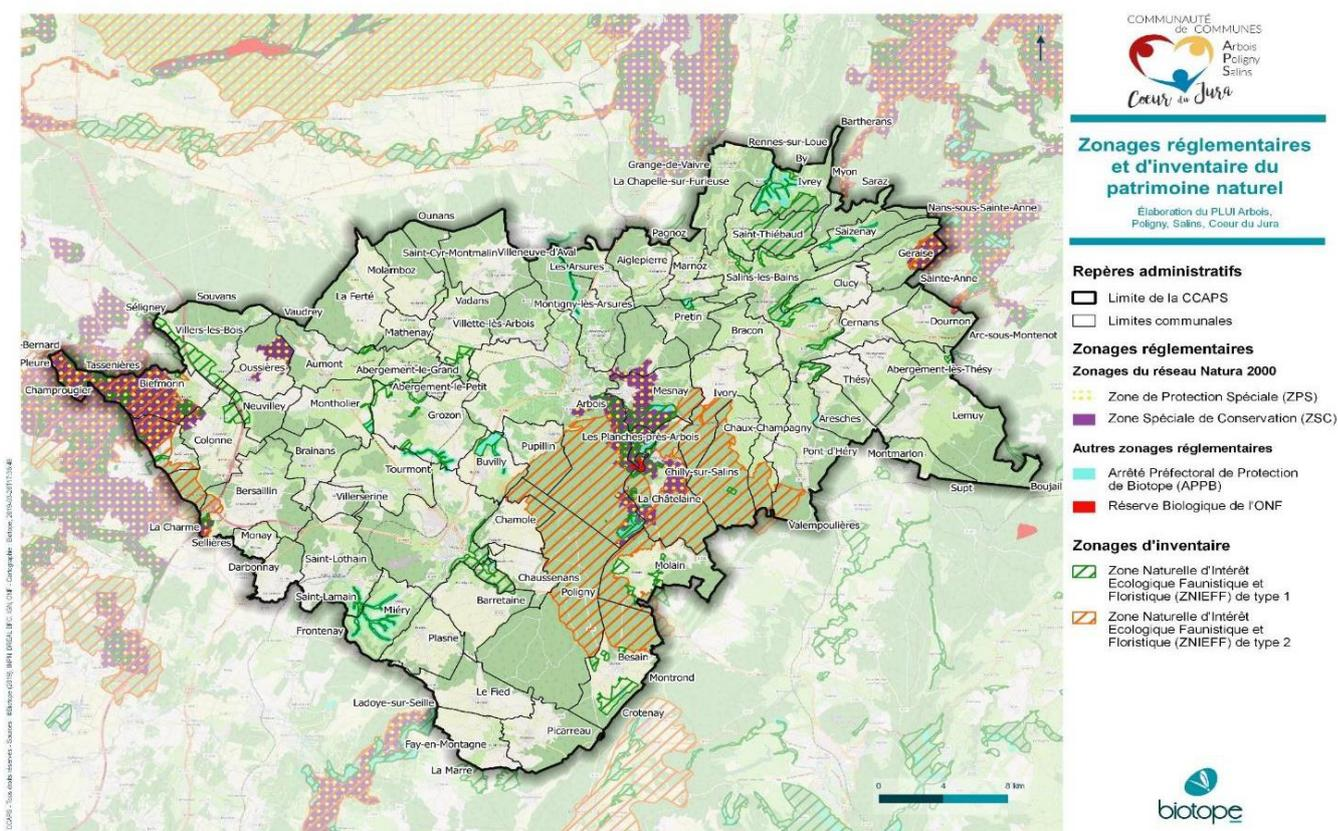 COMMUNAUTÉ
de COMMUNES
Arbois
Poligny
Salins
Coeur du Jura
Zonages réglementaires
et d'inventaire du
patrimoine naturel
Élaboration du PLUI Arbois,
Poligny, Salins, Coeur du Jura
Repères administratifs
Limite de la CCAPS
Limites communales
Zonages réglementaires
Zonages du réseau Natura 2000
Zone de Protection Spéciale (ZPS)
Zone Spéciale de Conservation (ZSC)
Autres zonages réglementaires
Arrêté Préfectoral de Protection
de Biotope (APPB)
Réserve Biologique de l'ONF
Zonages d'inventaire
Zone Naturelle d'Intérêt
Ecologique Faunistique et
Floristique (ZNIEFF) de type 1
Zone Naturelle d'Intérêt
Ecologique Faunistique et
Floristique (ZNIEFF) de type 2
biotope
Bartherans
Rennes-sur-Loue
By
Grange-de-Vaivre
Myon
La Chapelle-sur-Furieuse
Ivrey
Saraz
Nans-sous-Sainte-Anne
Ounans
Pagnoz
Saint-Thiébaud
Saizenay
Saint-Cyr-Montmalin
Villeneuve-d'Aval
Geraise
Aiglepierre
Marnoz
Les Arsures
Molamboz
Salins-les-Bains
Sainte-Anne
Clucy
Souvans
La Ferté
Vadans
Montigny-lès-Arsures
Séligney
Vaudrey
Pretin
Cernans
Dournon
Villers-les-Bois
Mathenay
Villette-lès-Arbois
Bracon
Arc-sous-Montenot
-Bernard
Pleure
Tassenières
Oussières
Aumont
Abergement-le-Grand
Abergement-lès-Thésy
Biefmorin
Abergement-le-Petit
Thésy
Champrougier
Mesnay
Ivory
Neuvilley
Montholier
Arbois
Grozon
Lemuy
Aresches
Colonne
Les Planches-près-Arbois
Chaux-Champagny
Brainans
Pupillin
Pont-d'Héry
Montmarlon
Buvilly
Tourmont
Chilly-sur-Salins
Supt
Boujail
Bersaillin
Villerserine
La Châtelaine
Chamole
La Charme
Valempoulières
Sellières
Monay
Saint-Lothain
Molain
Darbonnay
Chaussenans
Poligny
Saint-Lamain
Barretaine
Miéry
Frontenay
Plasne
Besain
Montrond
Le Fied
Ladoye-sur-Seille
Crotenay
Picarreau
Fay-en-Montagne
La Marre
0 4 8 km